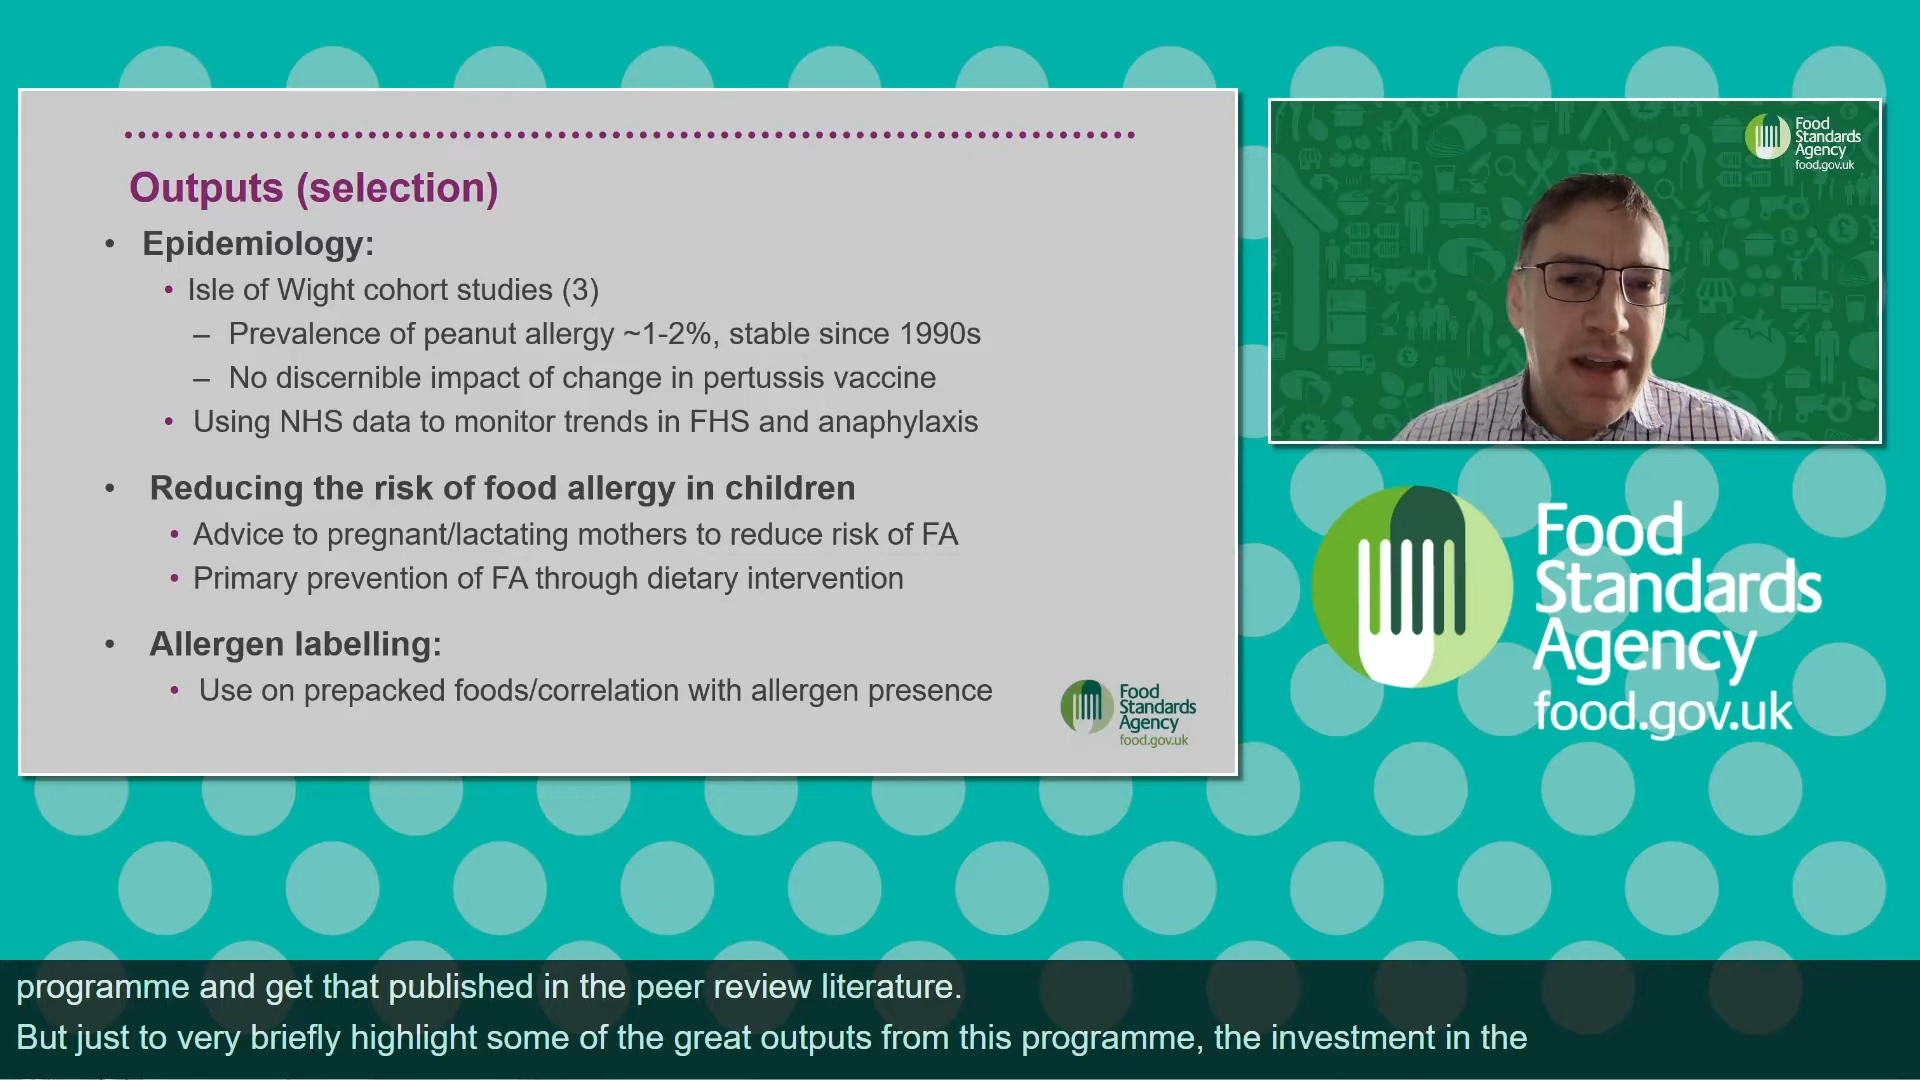 Outputs (selection)
• Epidemiology:
• Isle of Wight cohort studies (3)
– Prevalence of peanut allergy ~1-2%, stable since 1990s
– No discernible impact of change in pertussis vaccine
• Using NHS data to monitor trends in FHS and anaphylaxis
• Reducing the risk of food allergy in children
• Advice to pregnant/lactating mothers to reduce risk of FA
• Primary prevention of FA through dietary intervention
• Allergen labelling:
• Use on prepacked foods/correlation with allergen presence
Food
Standards
Agency
food.gov.uk
Food
Standards
Agency
food.gov.uk
Food
Standards
Agency
food.gov.uk
programme and get that published in the peer review literature.
But just to very briefly highlight some of the great outputs from this programme, the investment in the